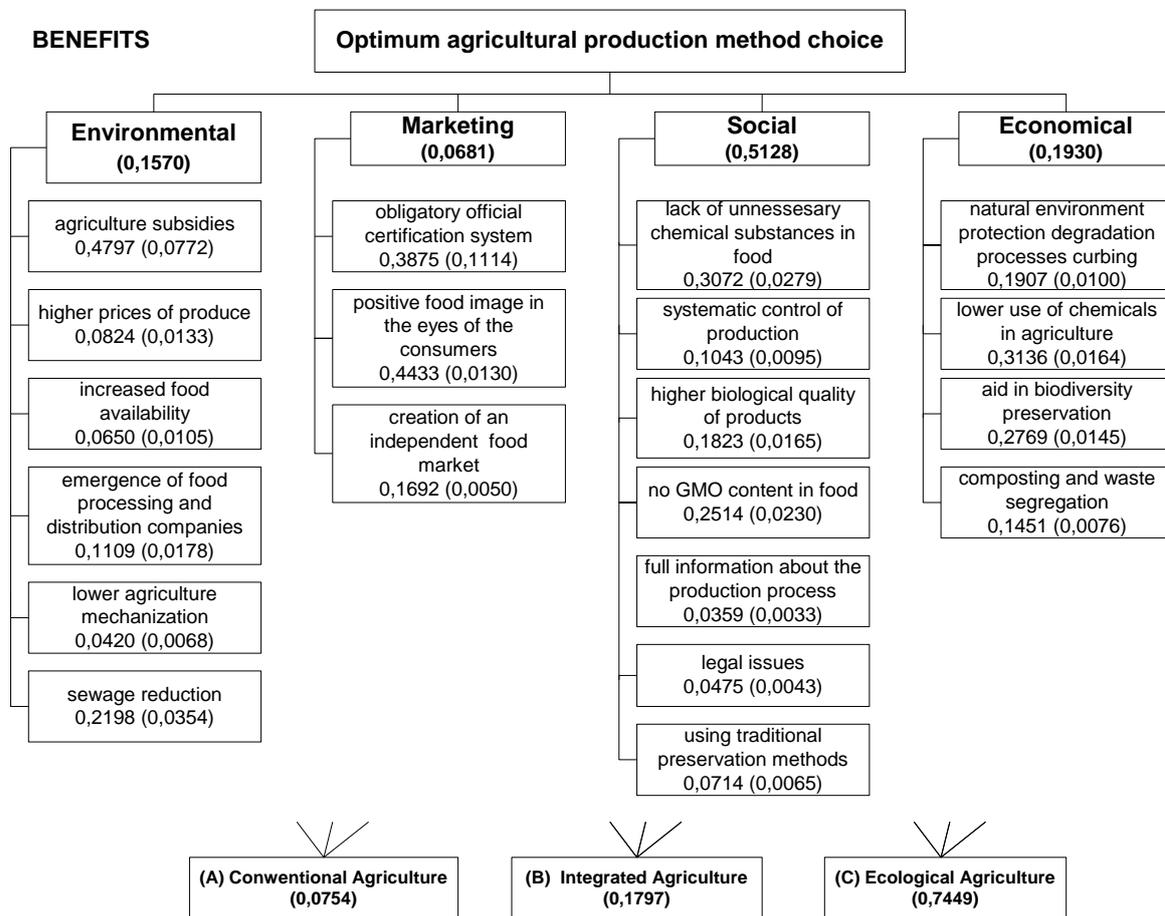 BENEFITS
Optimum agricultural production method choice
Environmental
(0,1570)
agriculture subsidies
0,4797 (0,0772)
higher prices of produce
0,0824 (0,0133)
increased food
availability
0,0650 (0,0105)
emergence of food
processing and
distribution companies
0,1109 (0,0178)
lower agriculture
mechanization
0,0420 (0,0068)
sewage reduction
0,2198 (0,0354)
Marketing
(0,0681)
obligatory official
certification system
0,3875 (0,1114)
positive food image in
the eyes of the
consumers
0,4433 (0,0130)
creation of an
independent food
market
0,1692 (0,0050)
Social
(0,5128)
lack of unnessesary
chemical substances in
food
0,3072 (0,0279)
systematic control of
production
0,1043 (0,0095)
higher biological quality
of products
0,1823 (0,0165)
no GMO content in food
0,2514 (0,0230)
full information about the
production process
0,0359 (0,0033)
legal issues
0,0475 (0,0043)
using traditional
preservation methods
0,0714 (0,0065)
Economical
(0,1930)
natural environment
protection degradation
processes curbing
0,1907 (0,0100)
lower use of chemicals
in agriculture
0,3136 (0,0164)
aid in biodiversity
preservation
0,2769 (0,0145)
composting and waste
segregation
0,1451 (0,0076)
(A) Conwentional Agriculture
(0,0754)
(B) Integrated Agriculture
(0,1797)
(C) Ecological Agriculture
(0,7449)